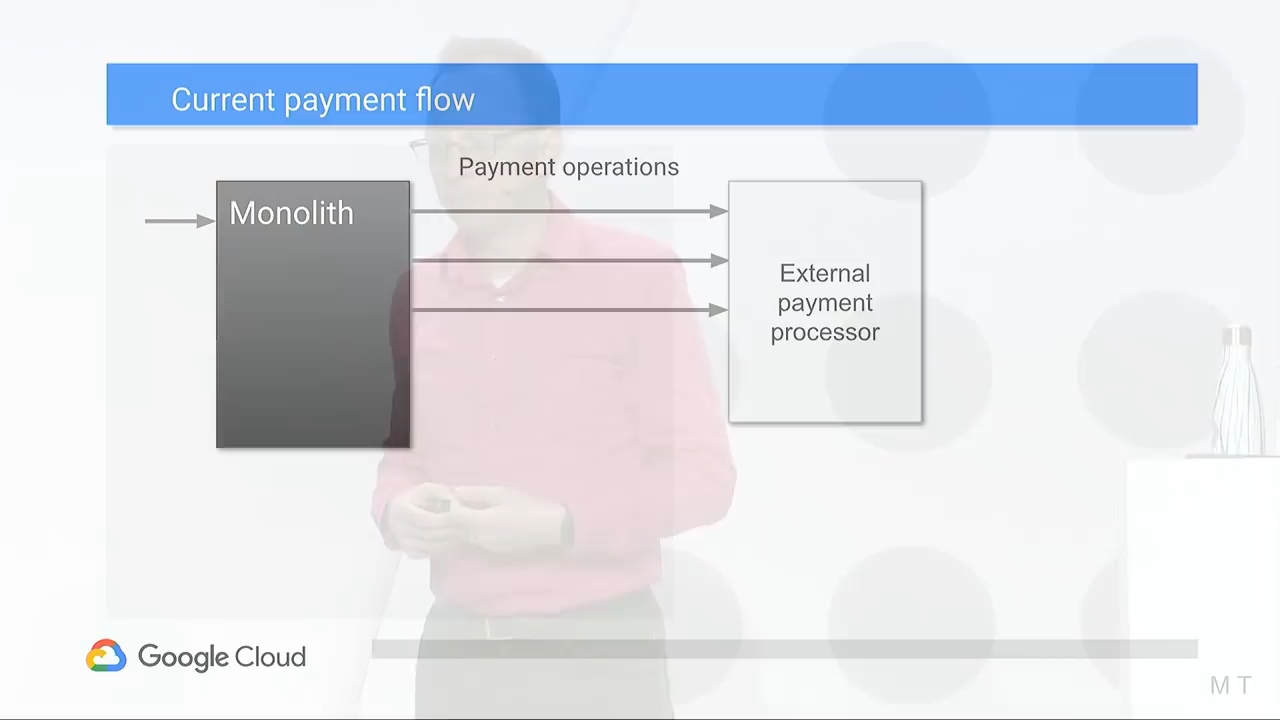 Current payment flow
Payment operations
Monolith
External
payment
processor
Google Cloud
M T